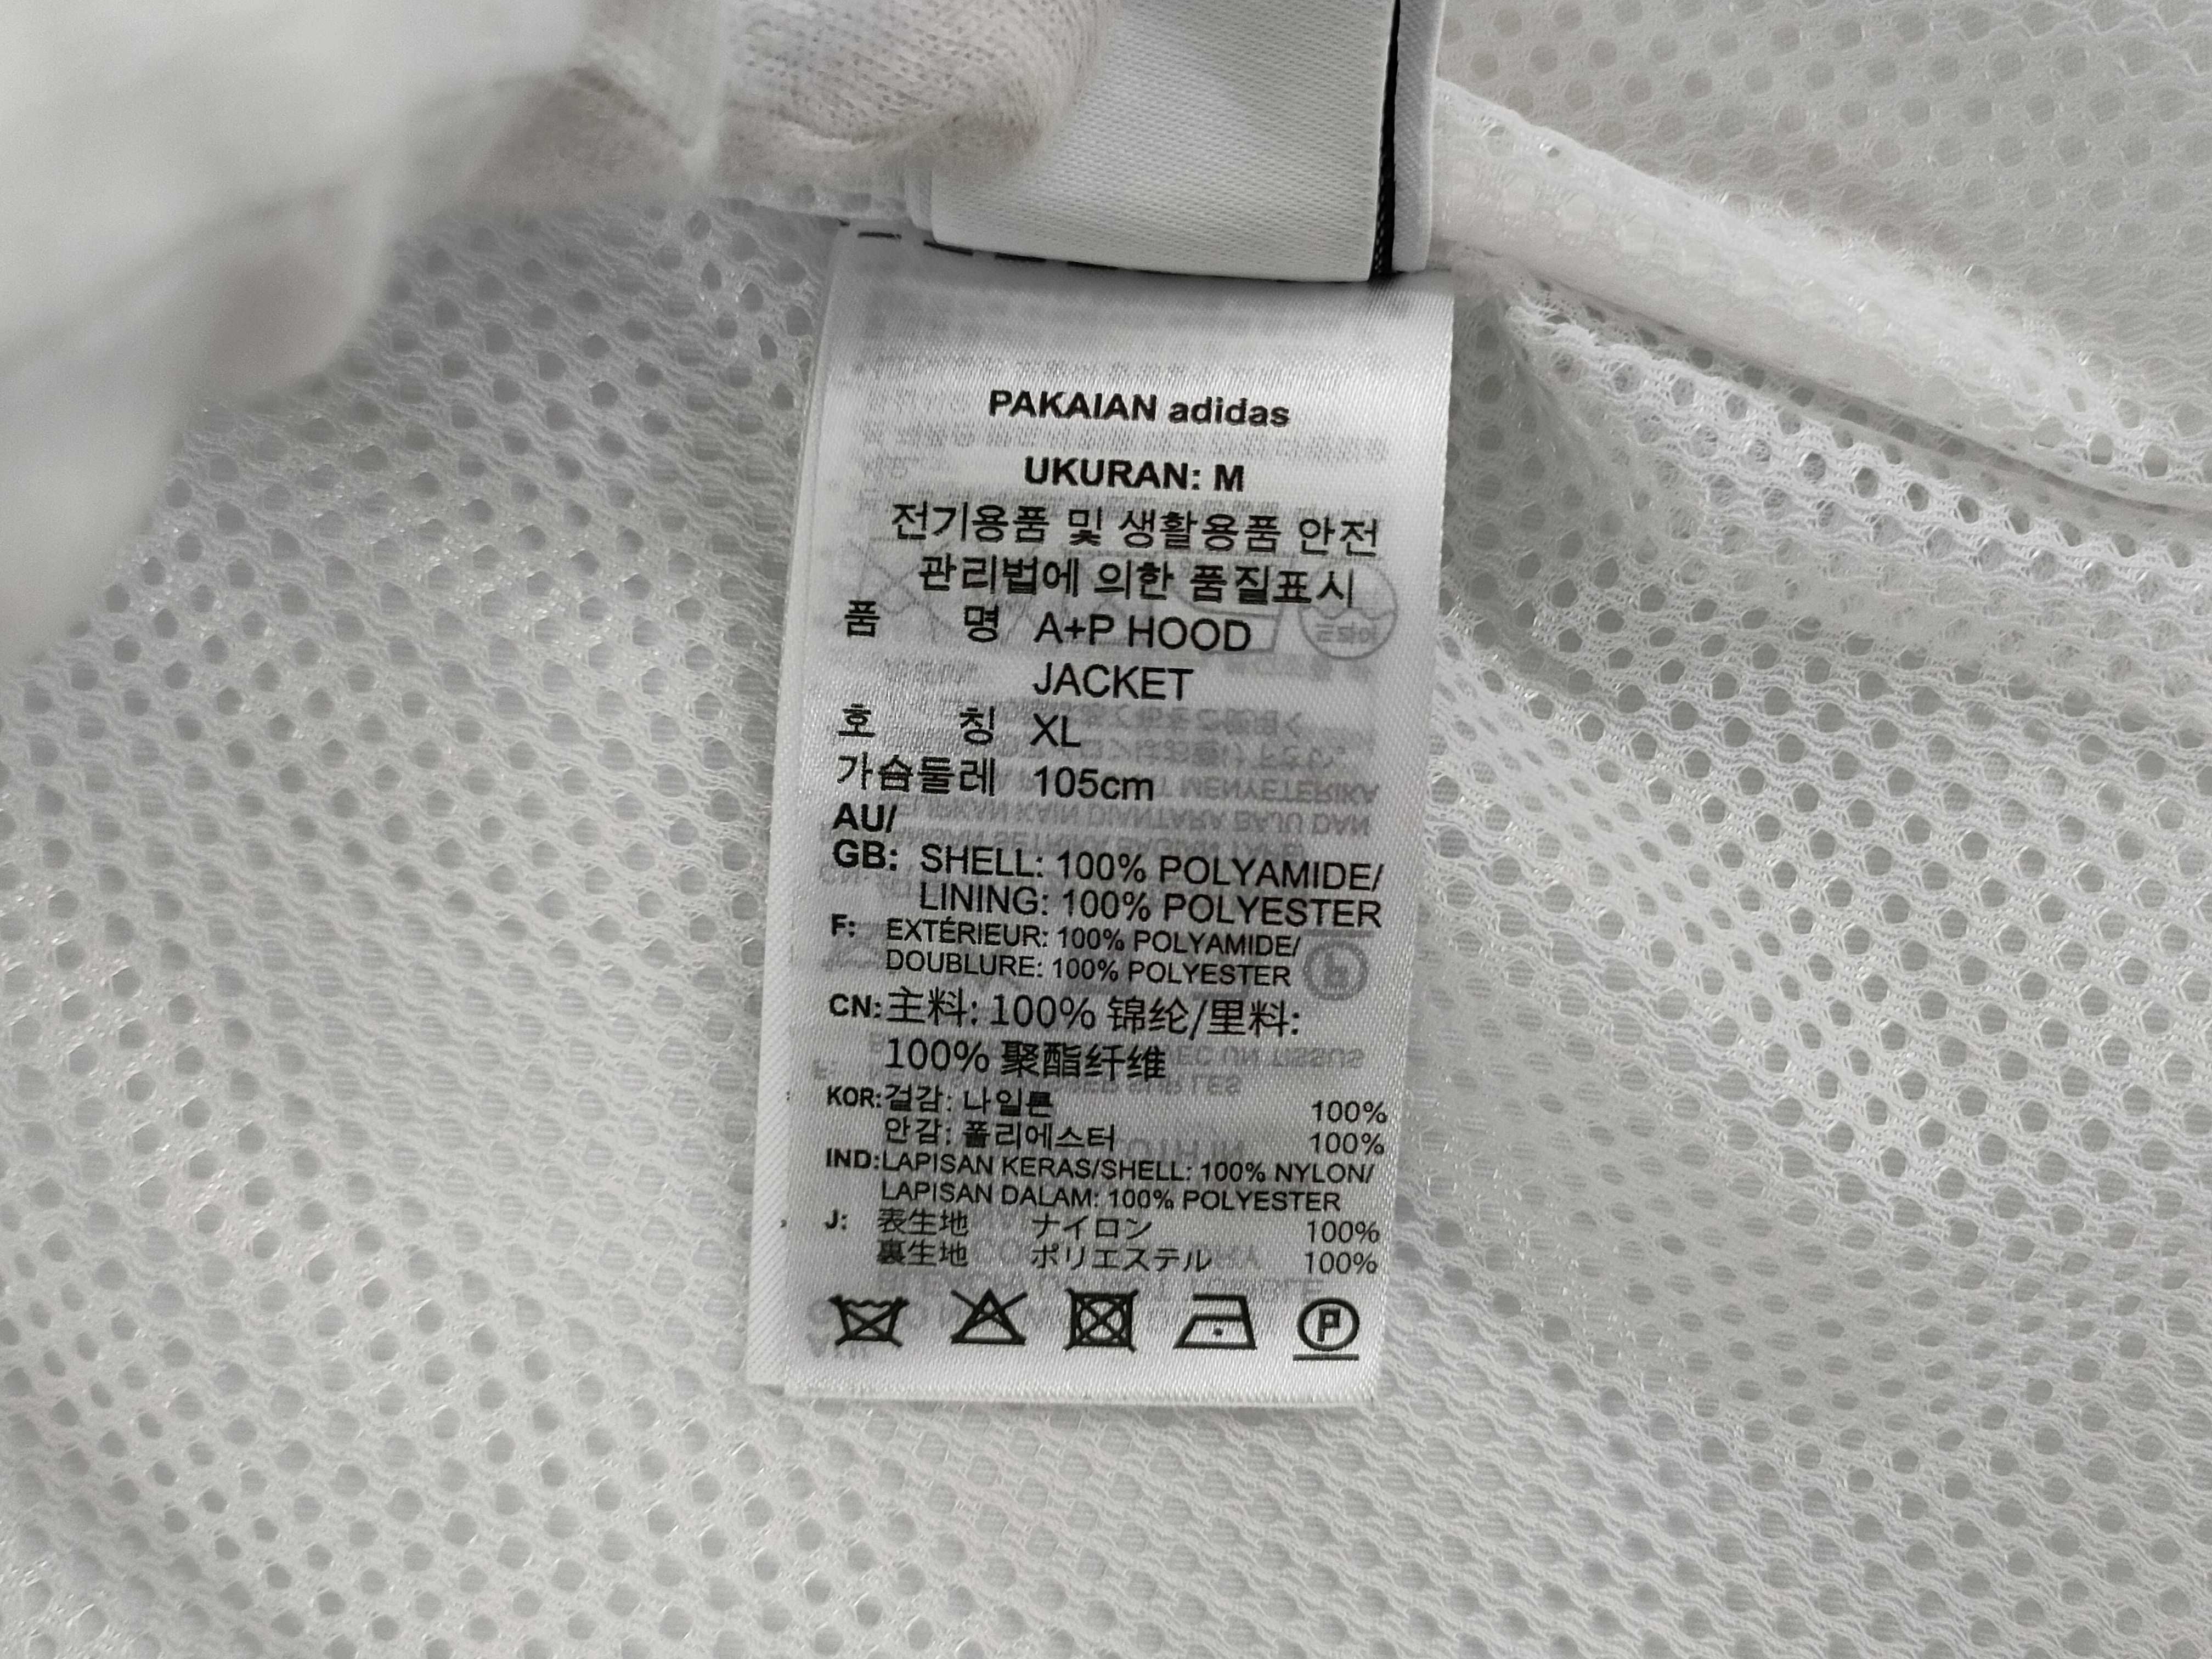 PAKAIAN adidas
UKURAN: M
전기용품 및 생활용품 안전
관리법에 의한 품질표시
품 명 A+P HOOD
JACKET
호 칭 XL
가슴둘레 105cm
AU/
GB: SHELL: 100% POLYAMIDE/
LINING: 100% POLYESTER
F: EXTÉRIEUR: 100% POLYAMIDE/
DOUBLURE: 100% POLYESTER
CN: 主料: 100% 锦纶/里料:
100% 聚酯纤维
KOR: 겉감: 나일론 100%
안감: 폴리에스터 100%
IND: LAPISAN KERAS/SHELL: 100% NYLON/
LAPISAN DALAM: 100% POLYESTER
J: 表生地 ナイロン 100%
裏生地 ポリエステル 100%
P